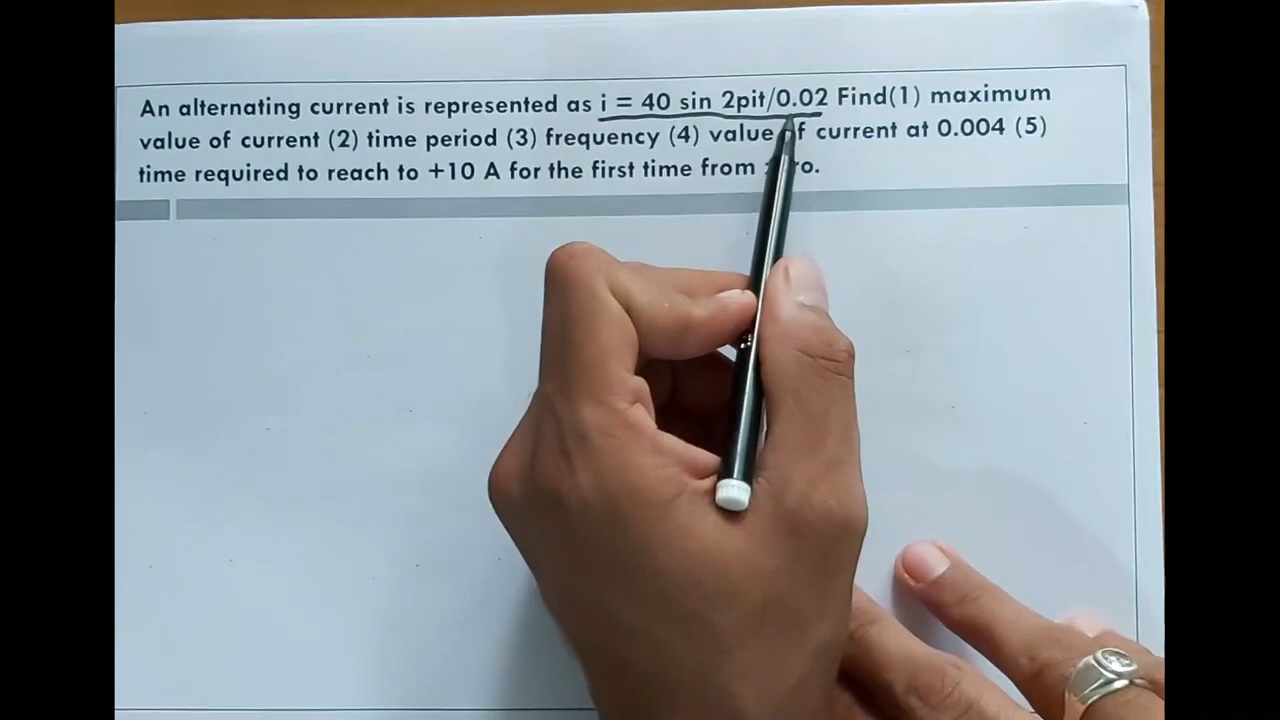 An alternating current is represented as i = 40 sin 2pit/0.02 Find(1) maximum
value of current (2) time period (3) frequency (4) value of current at 0.004 (5)
time required to reach to +10 A for the first time from zero.